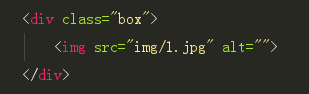 <div class="box">
<img src="img/1.jpg" alt="">
</div>